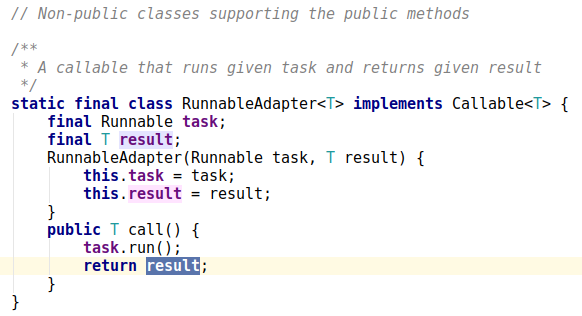 // Non-public classes supporting the public methods
/**
 * A callable that runs given task and returns given result
 */
static final class RunnableAdapter<T> implements Callable<T> {
    final Runnable task;
    final T result;
    RunnableAdapter(Runnable task, T result) {
        this.task = task;
        this.result = result;
    }
    public T call() {
        task.run();
        return result;
    }
}